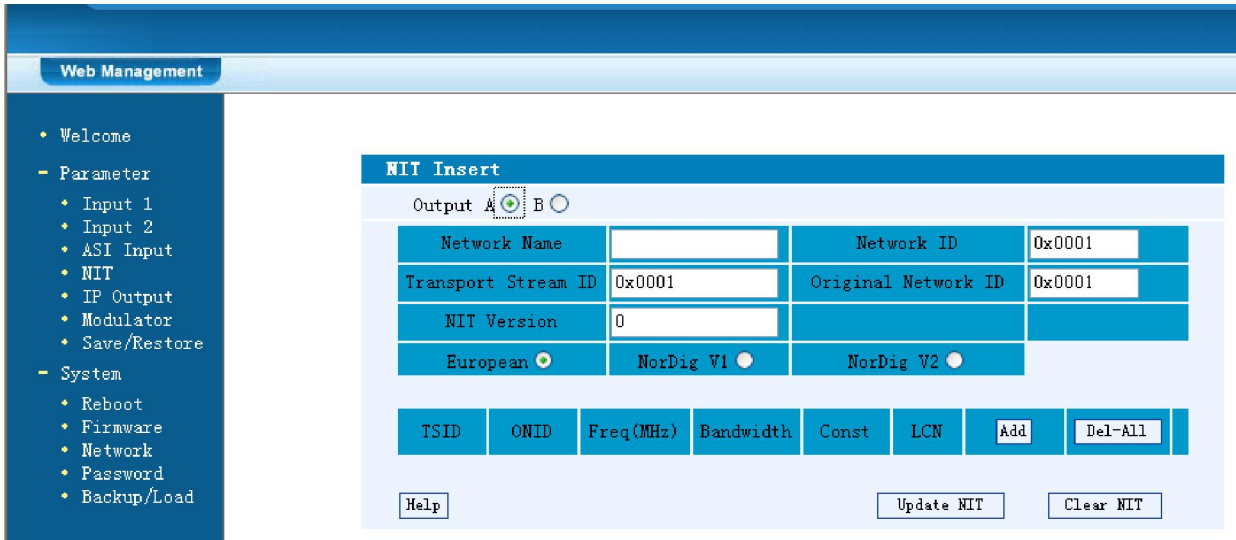 Web Management
Welcome
Parameter
Input 1
Input 2
ASI Input
NIT
IP Output
Modulator
Save/Restore
System
Reboot
Firmware
Network
Password
Backup/Load
NIT Insert
Output A B
Network Name Network ID 0x0001
Transport Stream ID 0x0001 Original Network ID 0x0001
NIT Version 0
European NorDig V1 NorDig V2
TSID ONID Freq(MHz) Bandwidth Const LCN Add Del-All
Help Update NIT Clear NIT